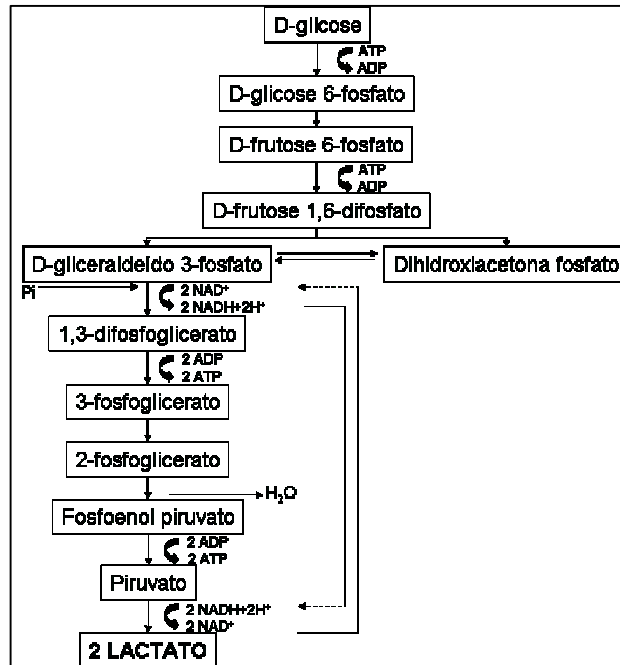 D-glicose
ATP
ADP
D-glicose 6-fosfato
D-frutose 6-fosfato
ATP
ADP
D-frutose 1,6-difosfato
D-gliceraldeído 3-fosfato
Dihidroxiacetona fosfato
Pi
2 NAD⁺
2 NADH+2H⁺
1,3-difosfoglicerato
2 ADP
2 ATP
3-fosfoglicerato
2-fosfoglicerato
H₂O
Fosfoenol piruvato
2 ADP
2 ATP
Piruvato
2 NADH+2H⁺
2 NAD⁺
2 LACTATO